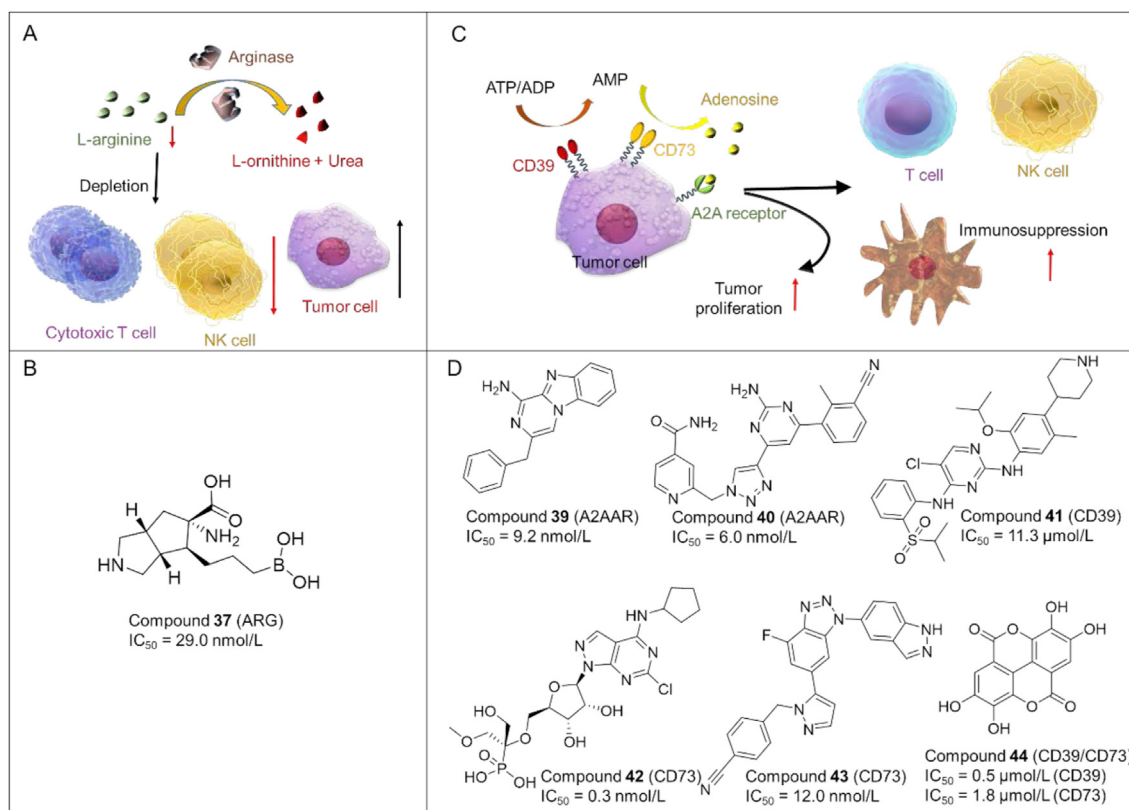 A
Arginase
L-arginine
L-ornithine + Urea
Depletion
Cytotoxic T cell
NK cell
Tumor cell
C
ATP/ADP
AMP
Adenosine
CD39
CD73
A2A receptor
Tumor cell
Tumor
proliferation
T cell
NK cell
Immunosuppression
B
OH
O
NH2
H
H
HN
OH
B
OH
Compound 37 (ARG)
IC50 = 29.0 nmol/L
D
H2N
N
N
N
Compound 39 (A2AAR)
IC50 = 9.2 nmol/L
N
NH2
N
N
O
NH2
N
N
N
N
Compound 40 (A2AAR)
IC50 = 6.0 nmol/L
NH
O
Cl
N
N
NH
NH
O
S
O
Compound 41 (CD39)
IC50 = 11.3 μmol/L
HN
N
N
N
N
Cl
O
HO
OH
OH
O
O
O
P
HO
OH
Compound 42 (CD73)
IC50 = 0.3 nmol/L
N
N
N
F
NH
N
N
N
N
Compound 43 (CD73)
IC50 = 12.0 nmol/L
OH
O
O
OH
HO
O
O
HO
Compound 44 (CD39/CD73)
IC50 = 0.5 μmol/L (CD39)
IC50 = 1.8 μmol/L (CD73)